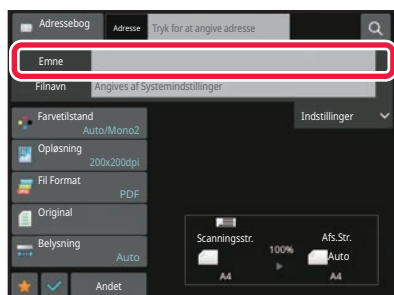 Adressebog Adresse Tryk for at angive adresse
Emne
Filnavn Angives af Systemindstillinger
Farvetilstand
Auto/Mono2
Indstillinger
Opløsning
200x200dpi
Fil Format
PDF
Original
Belysning
Auto
Andet
Scanningsstr. 100% Afs.Str.
Auto
A4 A4